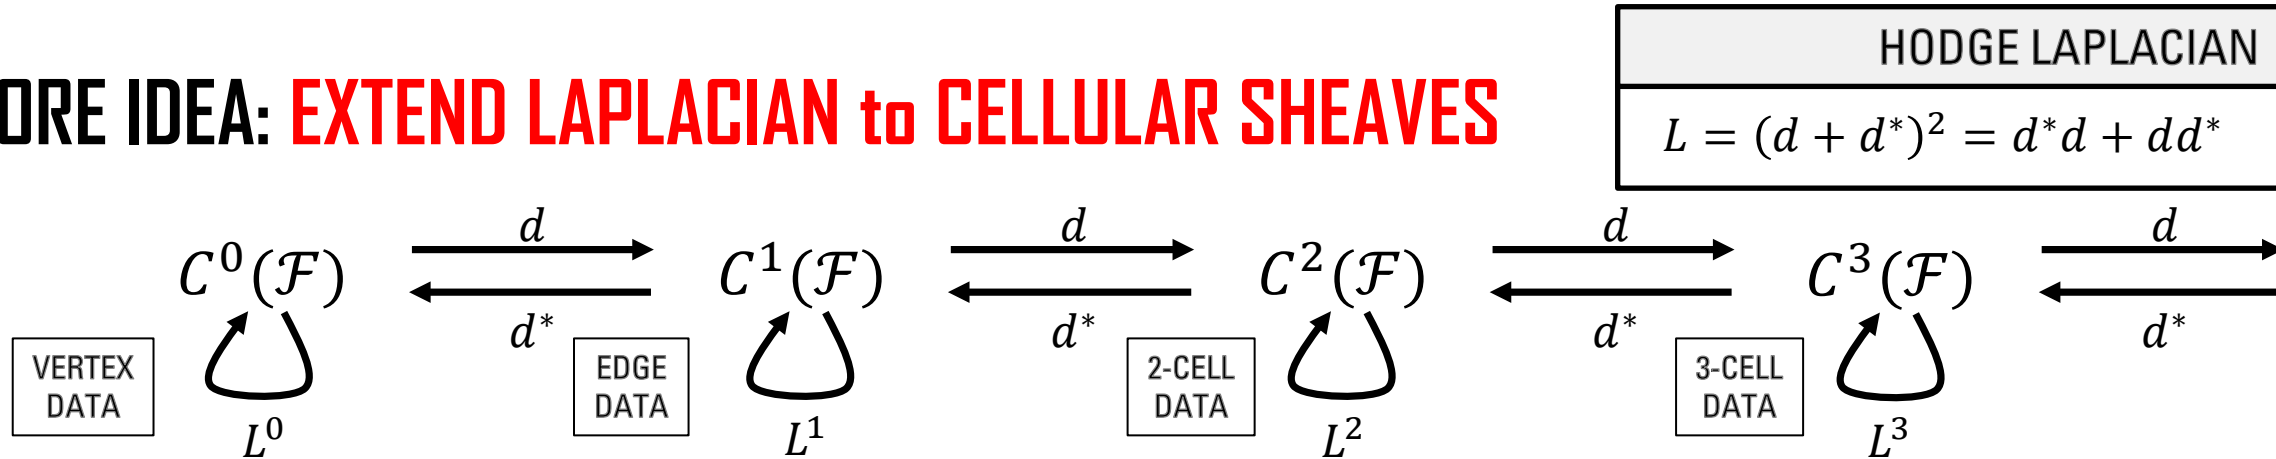 ORE IDEA: EXTEND LAPLACIAN to CELLULAR SHEAVES
HODGE LAPLACIAN
L = (d + d*)² = d*d + dd*
d d d d
C⁰(ℱ) C¹(ℱ) C²(ℱ) C³(ℱ)
d* d* d* d*
VERTEX
DATA
EDGE
DATA
2-CELL
DATA
3-CELL
DATA
L⁰ L¹ L² L³